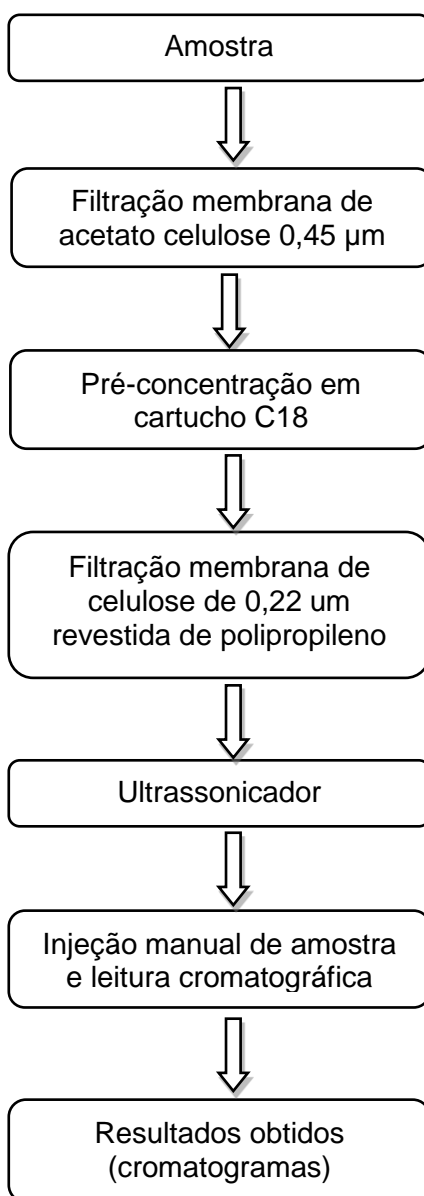 Amostra
Filtração membrana de
acetato celulose 0,45 µm
Pré-concentração em
cartucho C18
Filtração membrana de
celulose de 0,22 um
revestida de polipropileno
Ultrassonicador
Injeção manual de amostra
e leitura cromatográfica
Resultados obtidos
(cromatogramas)